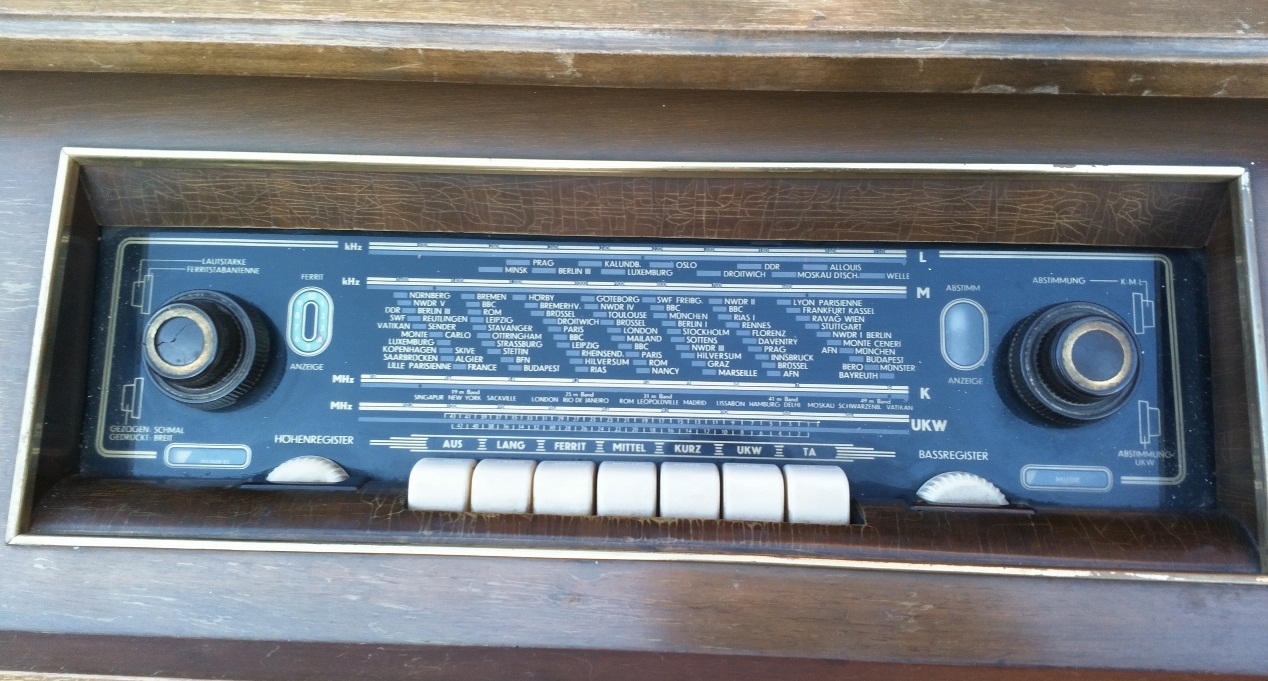 LAUTSTÄRKE
FERRITSTABANTENNE
FERRIT
ANZEIGE
GEZOGEN · SCHMAL
GEDRÜCKT · BREIT
HÖHENREGISTER
kHz
L
PRAG KALUNDB. OSLO DDR ALLOUIS
MINSK BERLIN III LUXEMBURG DROITWICH MOSKAU DISCH. WELLE
kHz
M
NÜRNBERG BREMEN HÖRBY GÖTEBORG SWF FREIBG. NWDR II LYON PARISIENNE
NWDR V BBC BREMERHV. NWDR IV BBC BBC FRANKFURT KASSEL
DDR BERLIN III ROM BRÜSSEL TOULOUSE MÜNCHEN RIAS I RAVAG WIEN
SWF REUTLINGEN LEIPZIG DROITWICH BRÜSSEL BERLIN I RENNES STUTTGART
VATIKAN SENDER STAVANGER PARIS LONDON STOCKHOLM FLORENZ NWDR I BERLIN
MONTE CARLO OTTRINGHAM BBC MAILAND SOTTENS DAVENTRY MONTE CENERI
LUXEMBURG STRASSBURG LEIPZIG BBC NWDR III PRAG AFN MÜNCHEN
KOPENHAGEN SKIVE STETTIN RHEINSEND. PARIS HILVERSUM INNSBRUCK BUDAPEST
SAARBRÜCKEN ALGIER BFN HILVERSUM ROM GRAZ BRÜSSEL BERO MÜNSTER
LILLE PARISIENNE FRANCE BUDAPEST RIAS NANCY MARSEILLE AFN BAYREUTH
MHz
K
19 m Band 25 m Band 31 m Band 41 m Band 49 m Band
SINGAPUR NEW YORK SACKVILLE LONDON RIO DE JANEIRO ROM LEOPOLDVILLE MADRID LISSABON HAMBURG DELHI MOSKAU SCHWARZENB. VATIKAN
MHz
UKW
AUS LANG FERRIT MITTEL KURZ UKW TA
ABSTIMM
ANZEIGE
ABSTIMMUNG K.M.L.
ABSTIMMUNG-
UKW
BASSREGISTER
MUSIK